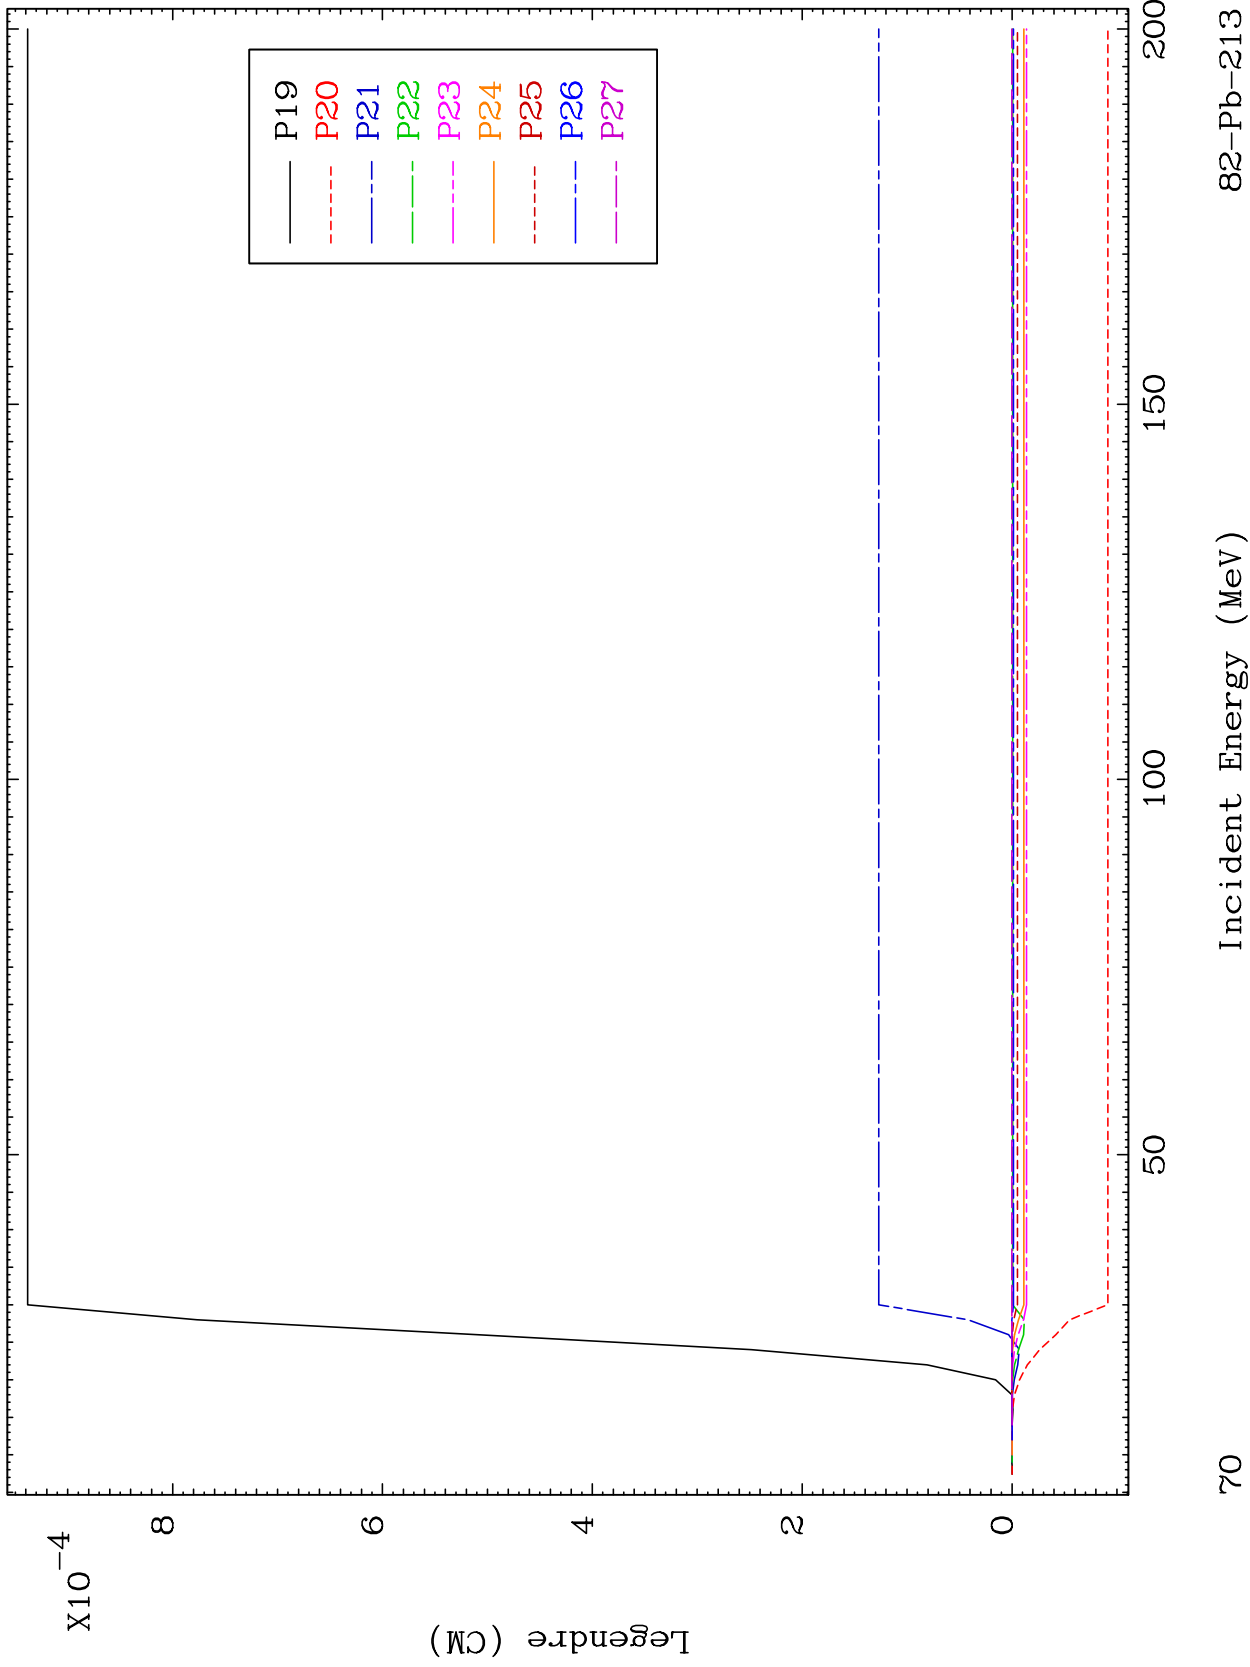 X10-4
8
6
4
2
0
Legendre (CM)
P19
P20
P21
P22
P23
P24
P25
P26
P27
50
100
150
200
70
Incident Energy (MeV)
82-Pb-213